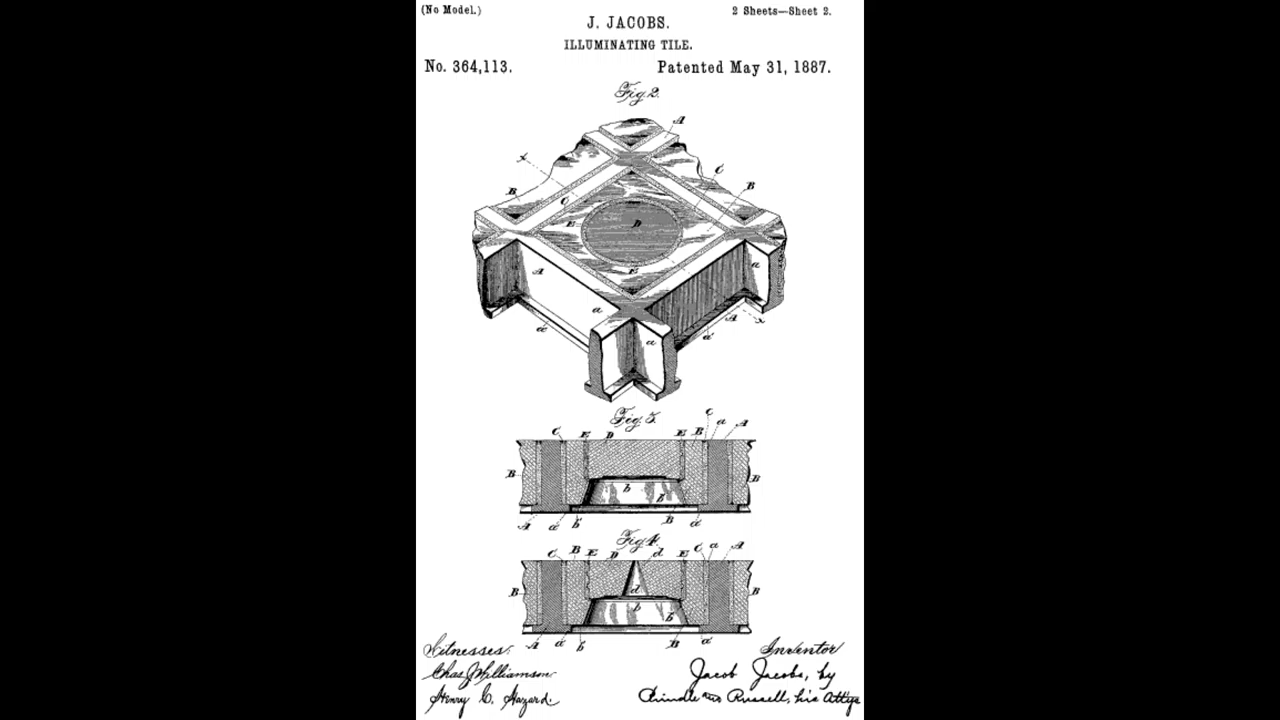 (No Model.)
2 Sheets—Sheet 2.
J. JACOBS.
ILLUMINATING TILE.
No. 364,113.
Patented May 31, 1887.
Fig. 2.
A
x
C
B
B
C
E
D
E
a
A
a
a'
A
x
a
a'
Fig. 3.
C
E D
E B C a A
B
b
b'
B
A a' b'
B a'
Fig. 4.
C B E D d
E C a A
B
d
b
b'
B
A a' b'
B a'
Witnesses:
Chas. J. Williamson
Henry C. Hazard.
Inventor
Jacob Jacobs, by
Prindle and Russell, his Attys